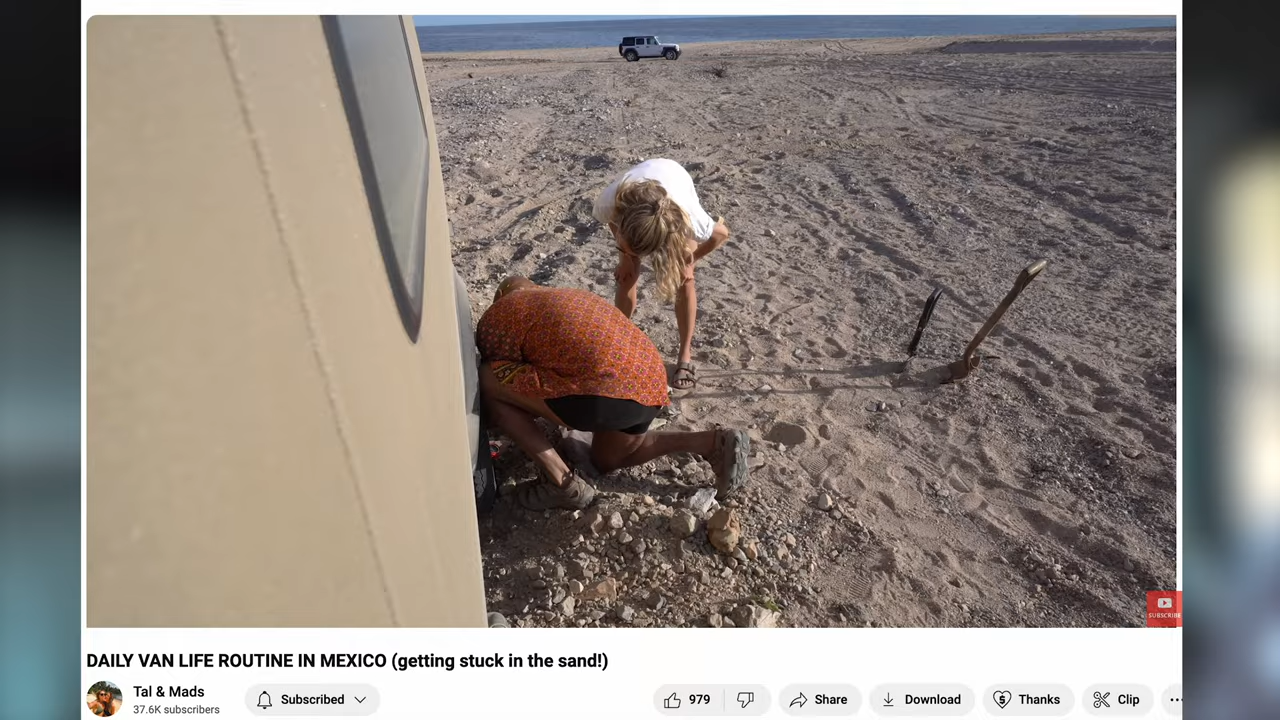 SUBSCRIBE
DAILY VAN LIFE ROUTINE IN MEXICO (getting stuck in the sand!)
Tal & Mads
37.6K subscribers
Subscribed
979
Share
Download
Thanks
Clip